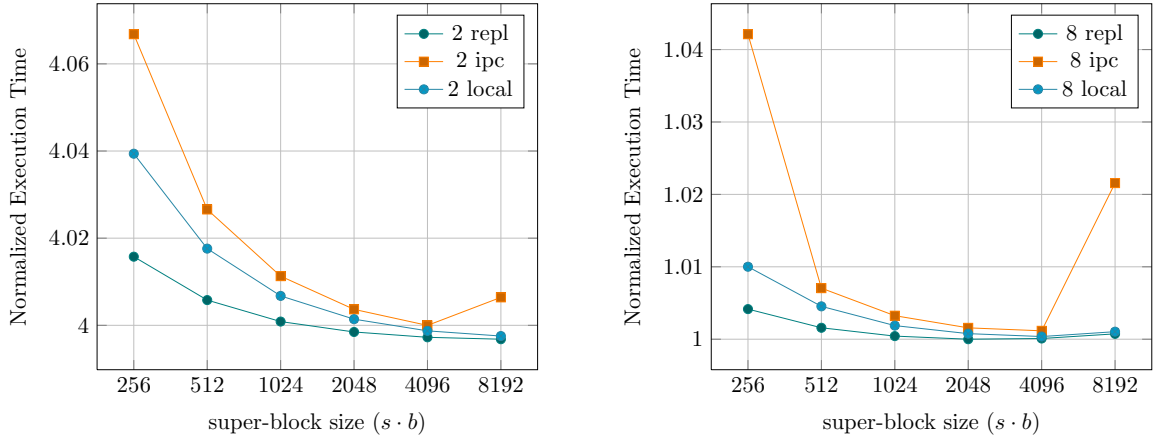 2 repl
2 ipc
2 local
4.06
4.04
4.02
4
256 512 1024 2048 4096 8192
super-block size (s · b)
Normalized Execution Time
8 repl
8 ipc
8 local
1.04
1.03
1.02
1.01
1
256 512 1024 2048 4096 8192
super-block size (s · b)
Normalized Execution Time